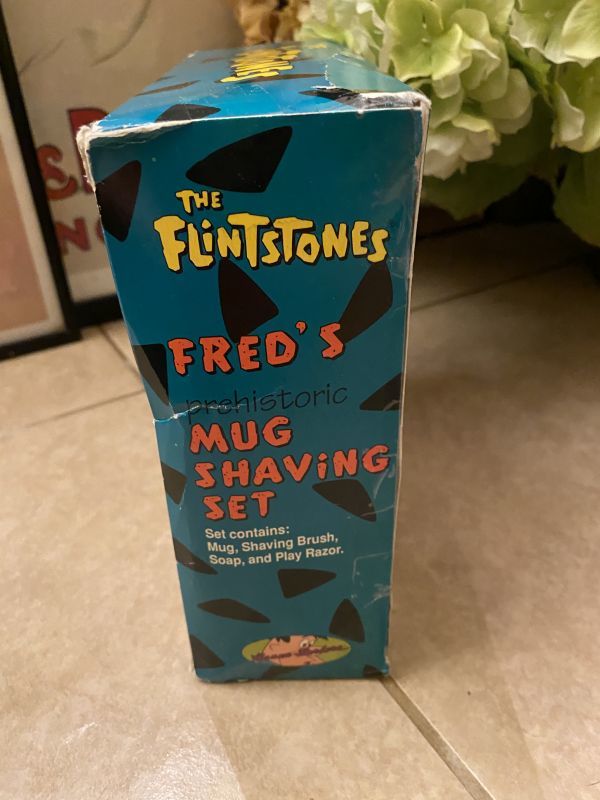 THE
FLINTSTONES
FRED'S
prehistoric
MUG
SHAViNG
SET
Set contains:
Mug, Shaving Brush,
Soap, and Play Razor.